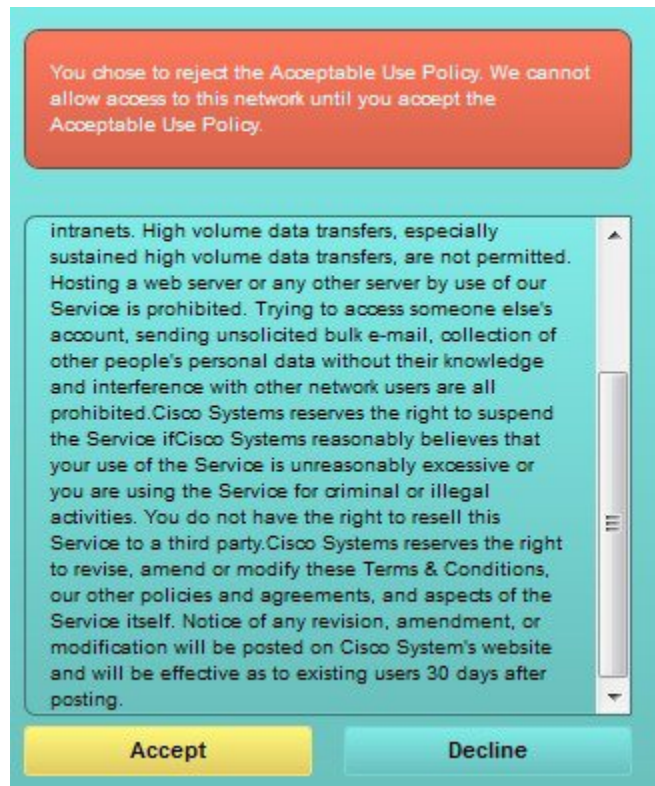 You chose to reject the Acceptable Use Policy. We cannot
allow access to this network until you accept the
Acceptable Use Policy.
intranets. High volume data transfers, especially
sustained high volume data transfers, are not permitted.
Hosting a web server or any other server by use of our
Service is prohibited. Trying to access someone else's
account, sending unsolicited bulk e-mail, collection of
other people's personal data without their knowledge
and interference with other network users are all
prohibited.Cisco Systems reserves the right to suspend
the Service ifCisco Systems reasonably believes that
your use of the Service is unreasonably excessive or
you are using the Service for criminal or illegal
activities. You do not have the right to resell this
Service to a third party.Cisco Systems reserves the right
to revise, amend or modify these Terms & Conditions,
our other policies and agreements, and aspects of the
Service itself. Notice of any revision, amendment, or
modification will be posted on Cisco System's website
and will be effective as to existing users 30 days after
posting.
Accept
Decline